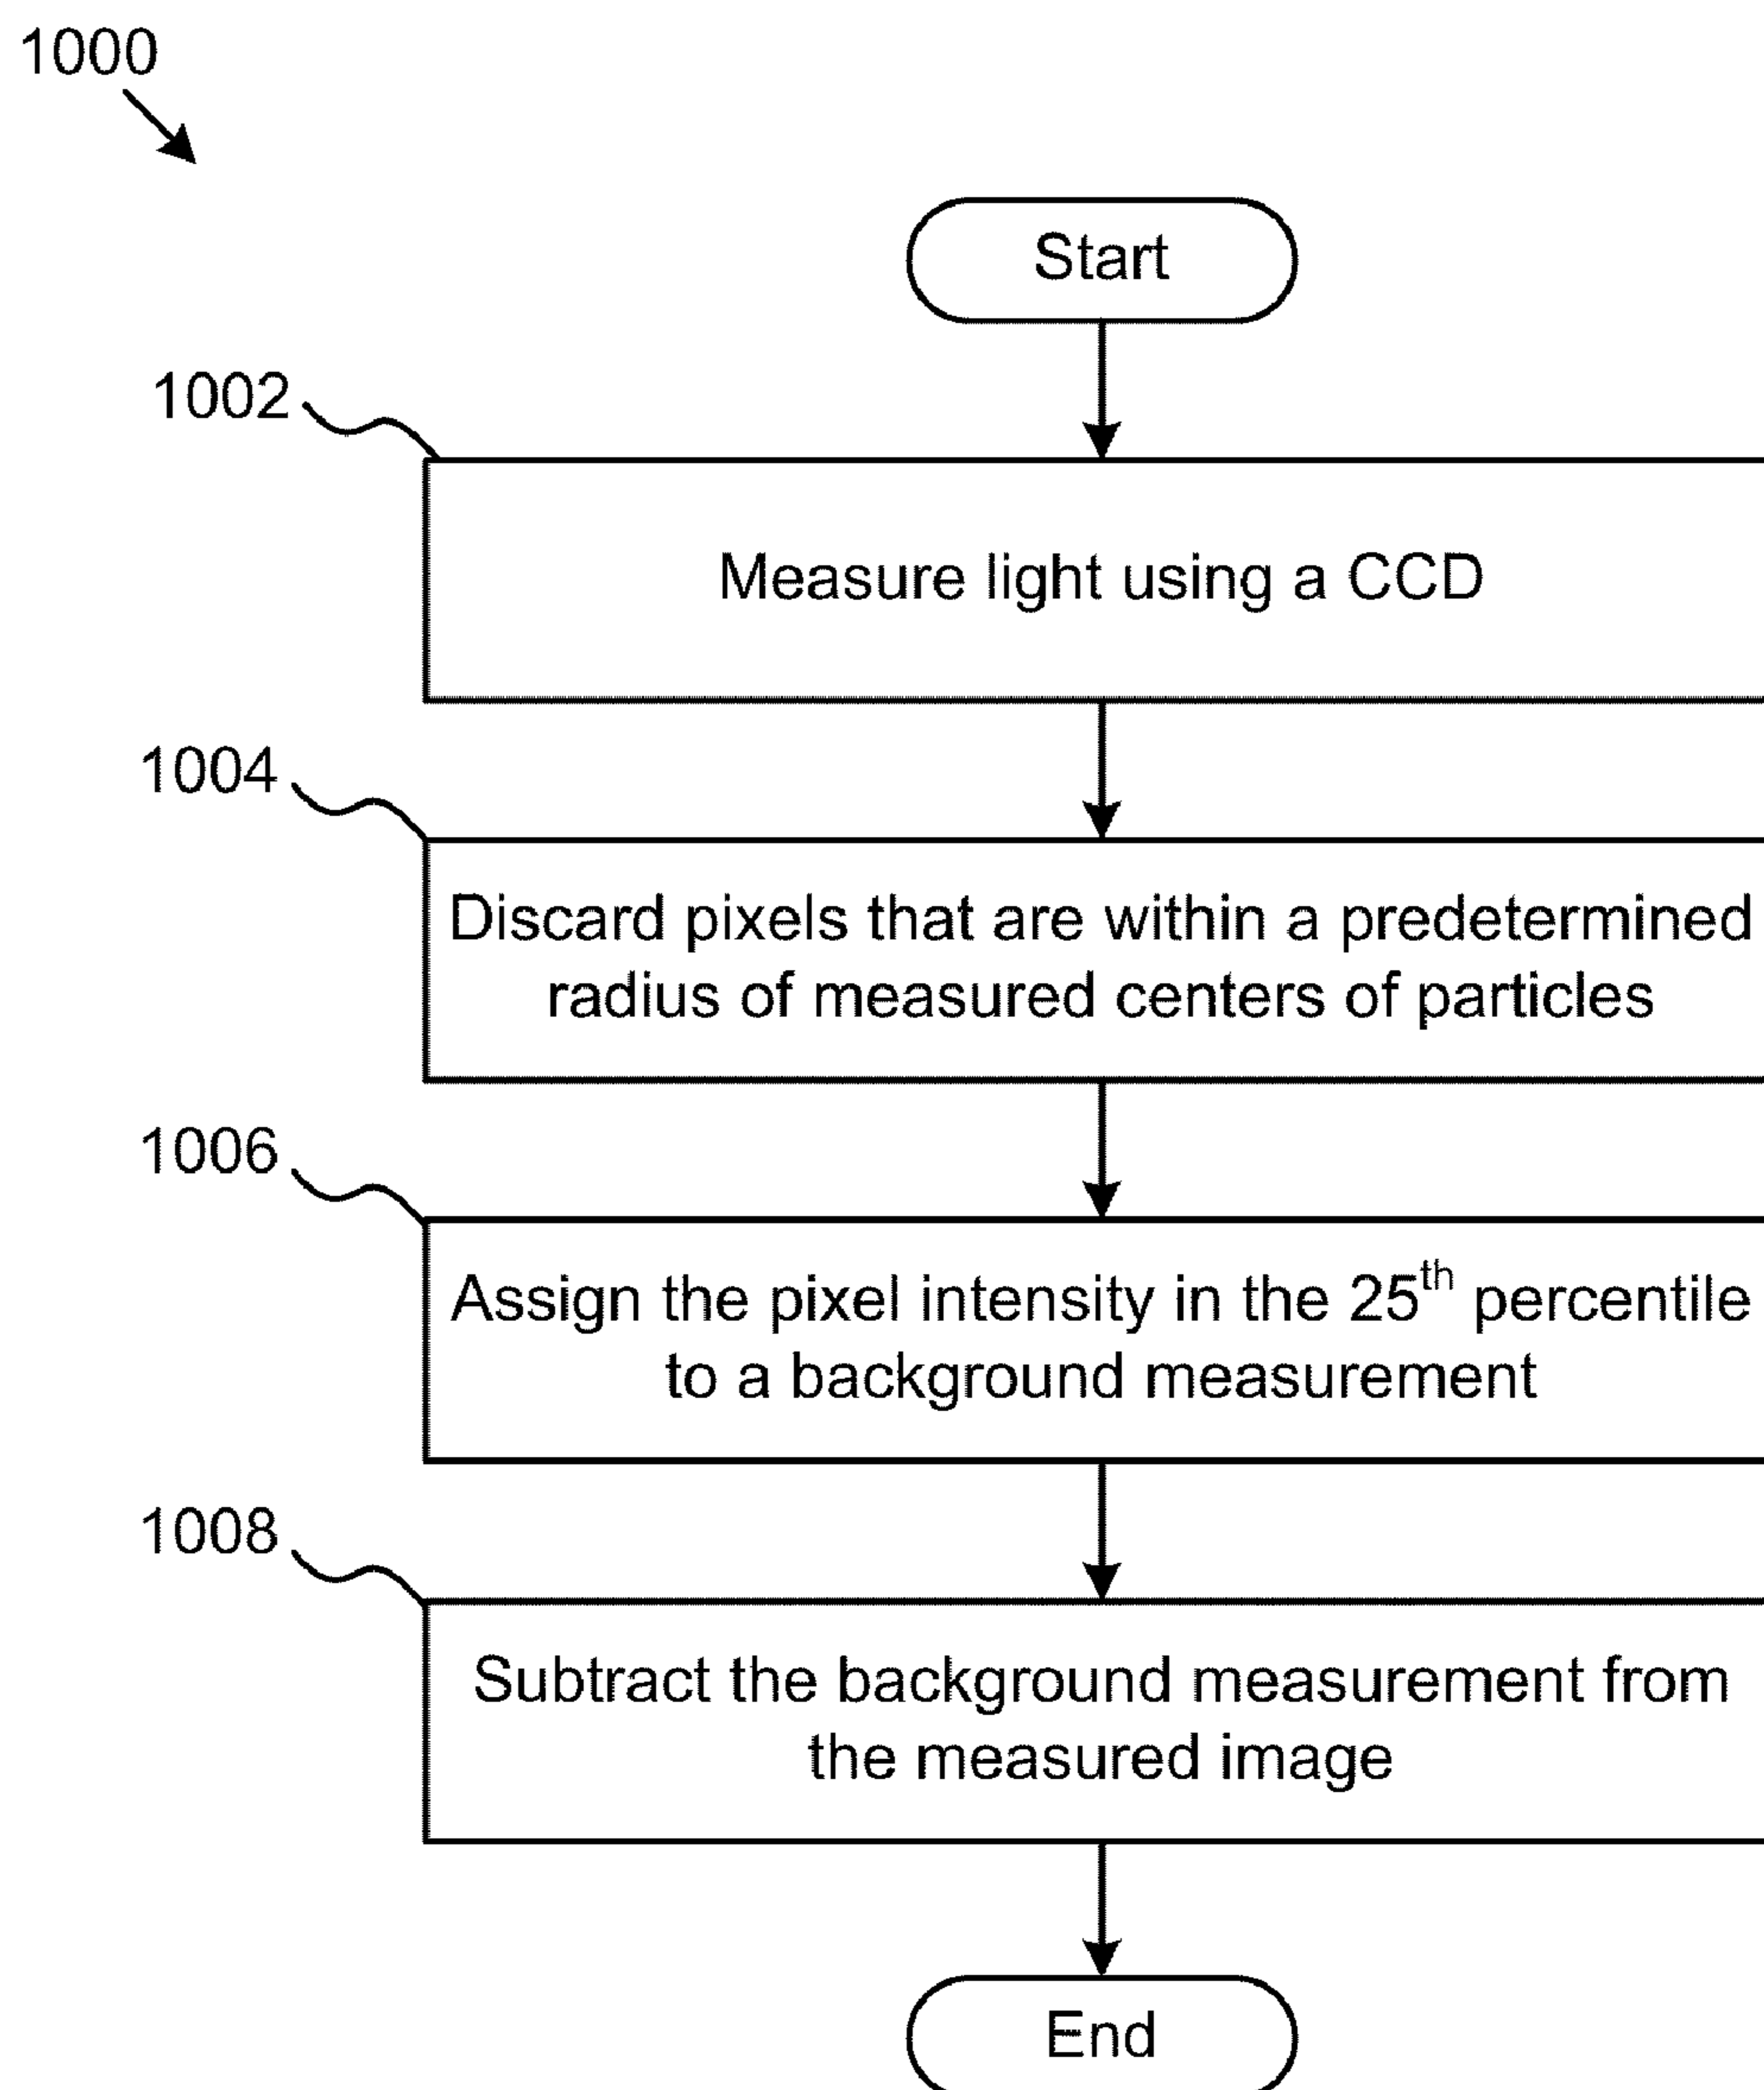 1000
Start
1002
Measure light using a CCD
1004
Discard pixels that are within a predetermined
radius of measured centers of particles
1006
Assign the pixel intensity in the 25th percentile
to a background measurement
1008
Subtract the background measurement from
the measured image
End